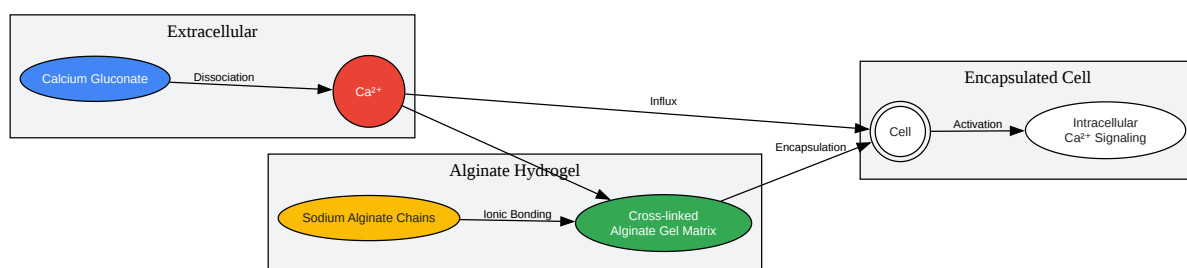 Extracellular
Calcium Gluconate
Dissociation
Ca²⁺
Influx
Encapsulated Cell
Cell
Activation
Intracellular
Ca²⁺ Signaling
Encapsulation
Alginate Hydrogel
Sodium Alginate Chains
Ionic Bonding
Cross-linked
Alginate Gel Matrix